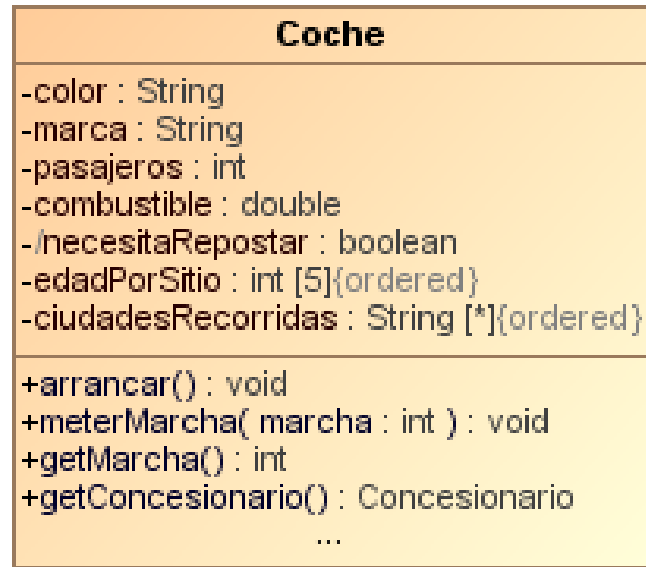 Coche
-color : String
-marca : String
-pasajeros : int
-combustible : double
-/necesitaRepostar : boolean
-edadPorSitio : int [5]{ordered}
-ciudadesRecorridas : String [*]{ordered}
+arrancar() : void
+meterMarcha( marcha : int ) : void
+getMarcha() : int
+getConcesionario() : Concesionario
...